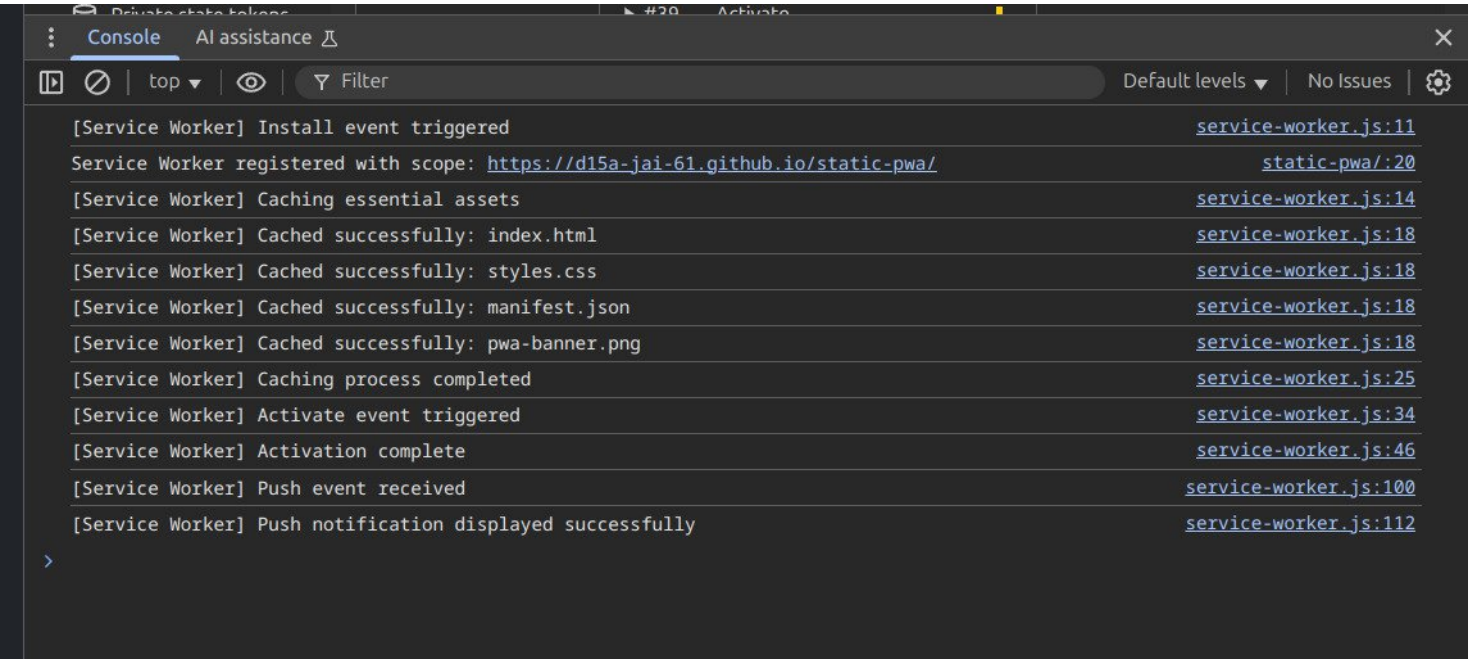 Private state tokens
▶ #39 Activate
Console AI assistance
top ▼ Filter Default levels ▼ No Issues
[Service Worker] Install event triggered service-worker.js:11
Service Worker registered with scope: https://d15a-jai-61.github.io/static-pwa/ static-pwa/:20
[Service Worker] Caching essential assets service-worker.js:14
[Service Worker] Cached successfully: index.html service-worker.js:18
[Service Worker] Cached successfully: styles.css service-worker.js:18
[Service Worker] Cached successfully: manifest.json service-worker.js:18
[Service Worker] Cached successfully: pwa-banner.png service-worker.js:18
[Service Worker] Caching process completed service-worker.js:25
[Service Worker] Activate event triggered service-worker.js:34
[Service Worker] Activation complete service-worker.js:46
[Service Worker] Push event received service-worker.js:100
[Service Worker] Push notification displayed successfully service-worker.js:112